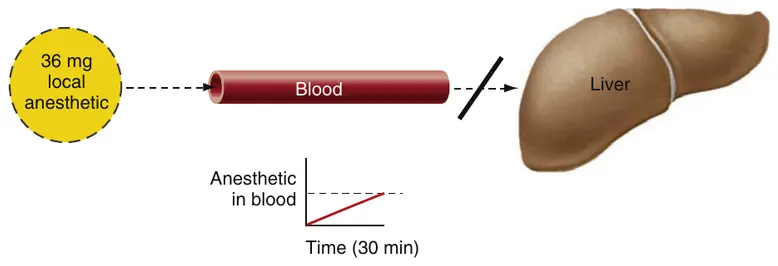 36 mg
local
anesthetic
Blood
Liver
Anesthetic
in blood
Time (30 min)